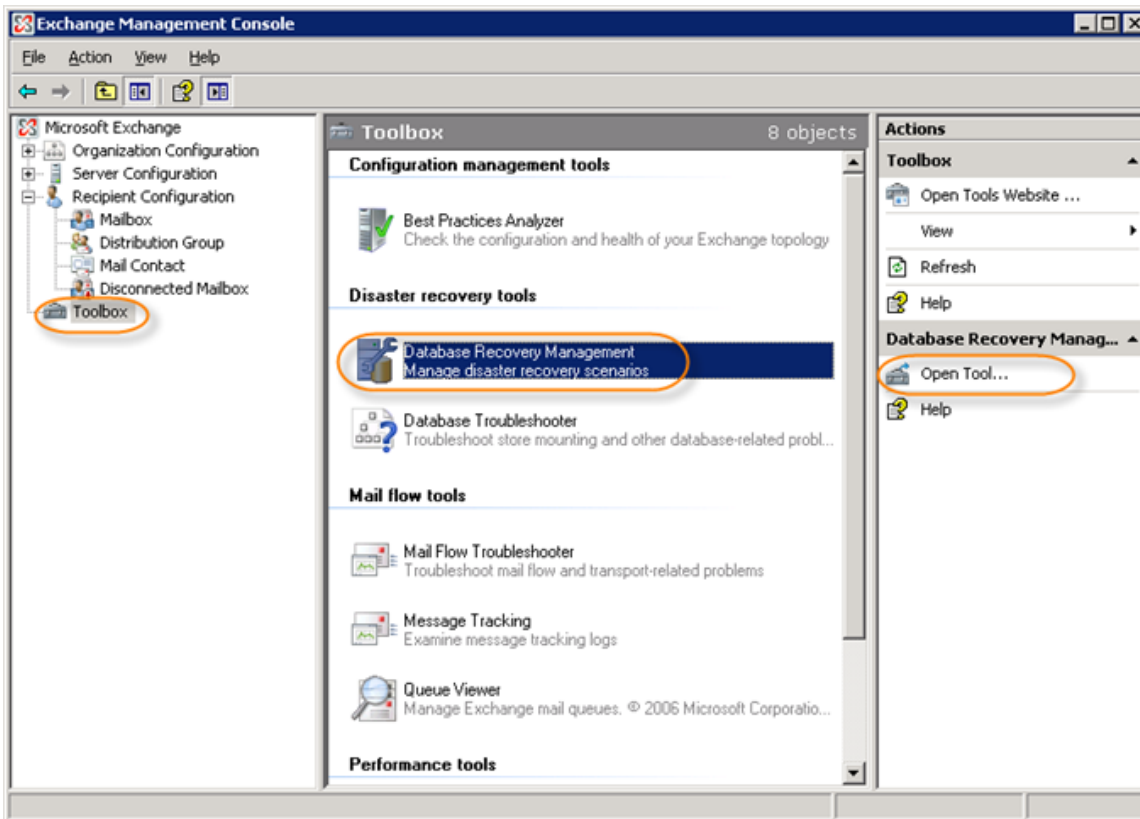 Exchange Management Console
File Action View Help
Microsoft Exchange
Organization Configuration
Server Configuration
Recipient Configuration
Mailbox
Distribution Group
Mail Contact
Disconnected Mailbox
Toolbox
Toolbox 8 objects
Configuration management tools
Best Practices Analyzer
Check the configuration and health of your Exchange topology
Disaster recovery tools
Database Recovery Management
Manage disaster recovery scenarios
Database Troubleshooter
Troubleshoot store mounting and other database-related probl...
Mail flow tools
Mail Flow Troubleshooter
Troubleshoot mail flow and transport-related problems
Message Tracking
Examine message tracking logs
Queue Viewer
Manage Exchange mail queues. © 2006 Microsoft Corporatio...
Performance tools
Actions
Toolbox
Open Tools Website ...
View
Refresh
Help
Database Recovery Manag...
Open Tool...
Help